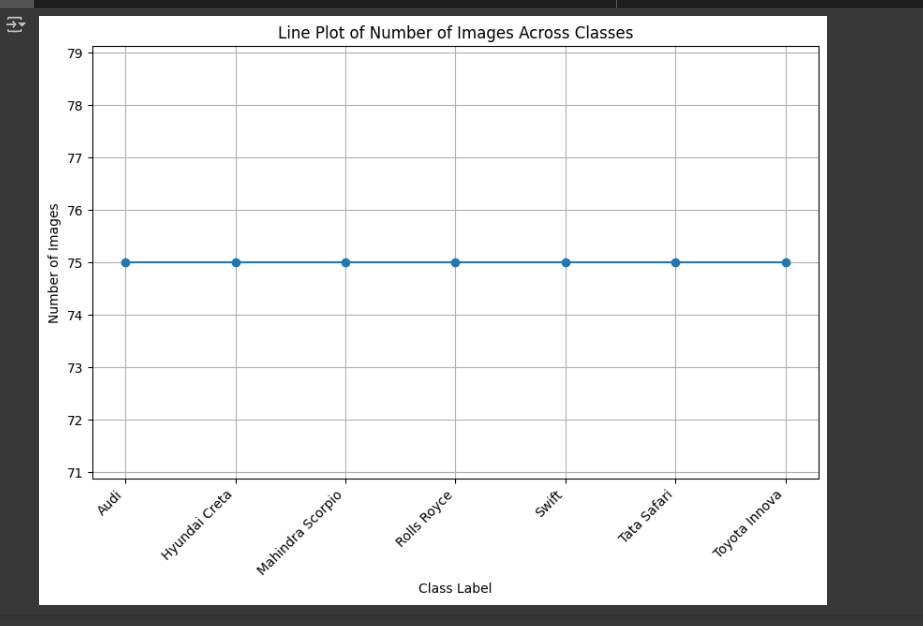 Line Plot of Number of Images Across Classes
79
78
77
76
75
74
73
72
71
Number of Images
Audi
Hyundai Creta
Mahindra Scorpio
Rolls Royce
Swift
Tata Safari
Toyota Innova
Class Label